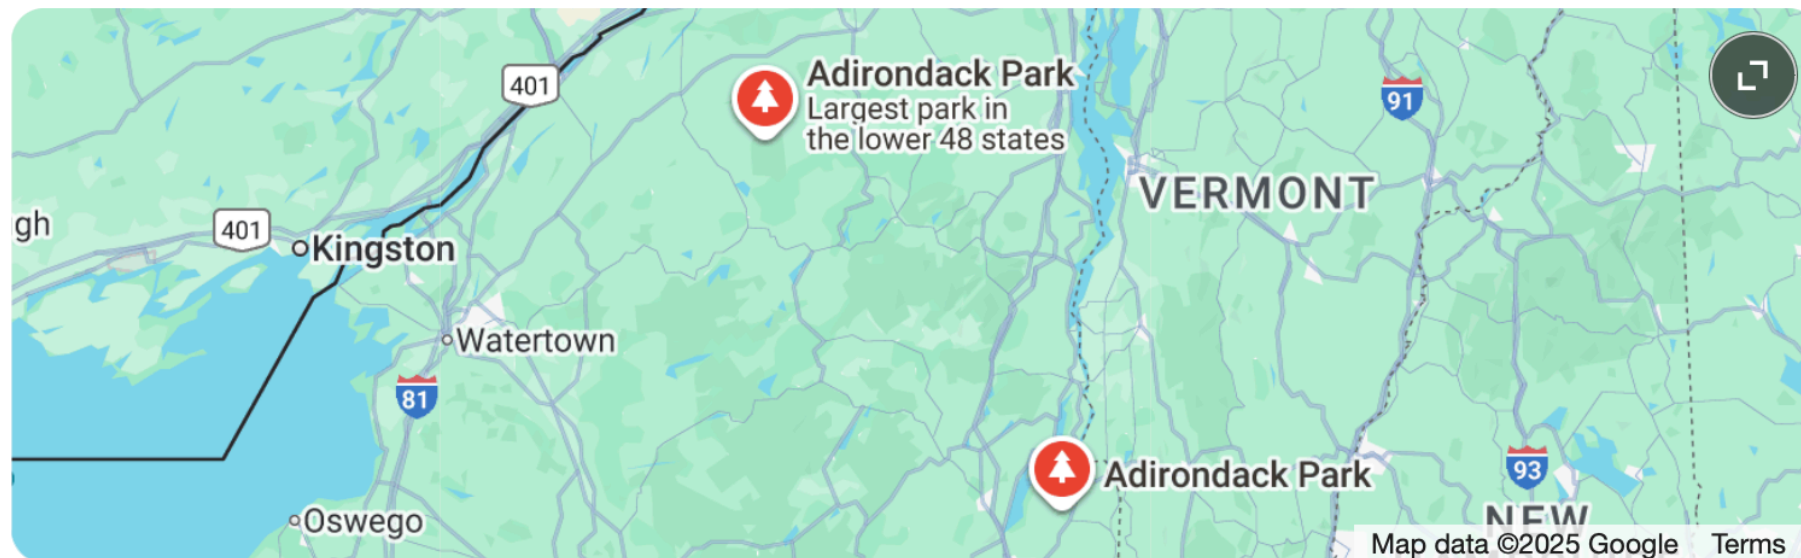 401
Adirondack Park
Largest park in
the lower 48 states
91
VERMONT
gh
401
Kingston
Watertown
81
Adirondack Park
93
Oswego
NEW
Map data ©2025 Google
Terms